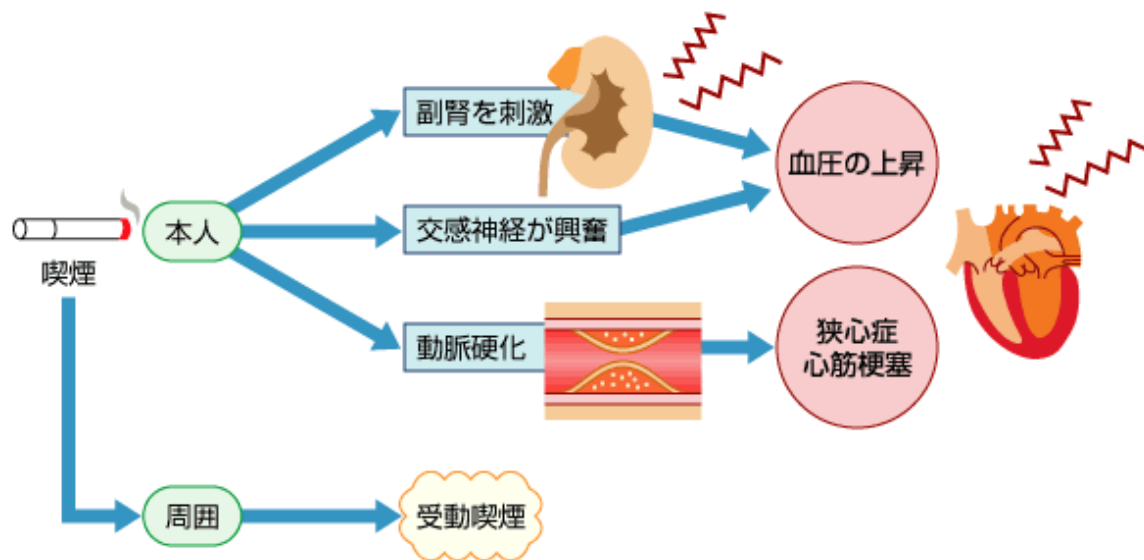 喫煙
本人
副腎を刺激
交感神経が興奮
血圧の上昇
動脈硬化
狭心症
心筋梗塞
周囲
受動喫煙